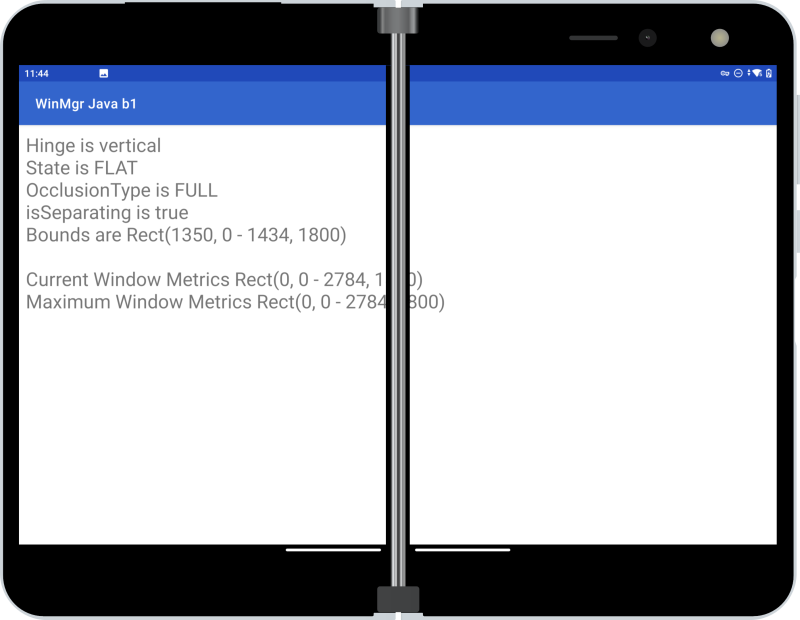 11:44
WinMgr Java b1
Hinge is vertical
State is FLAT
OcclusionType is FULL
isSeparating is true
Bounds are Rect(1350, 0 - 1434, 1800)
Current Window Metrics Rect(0, 0 - 2784, 1 0)
Maximum Window Metrics Rect(0, 0 - 2784 800)